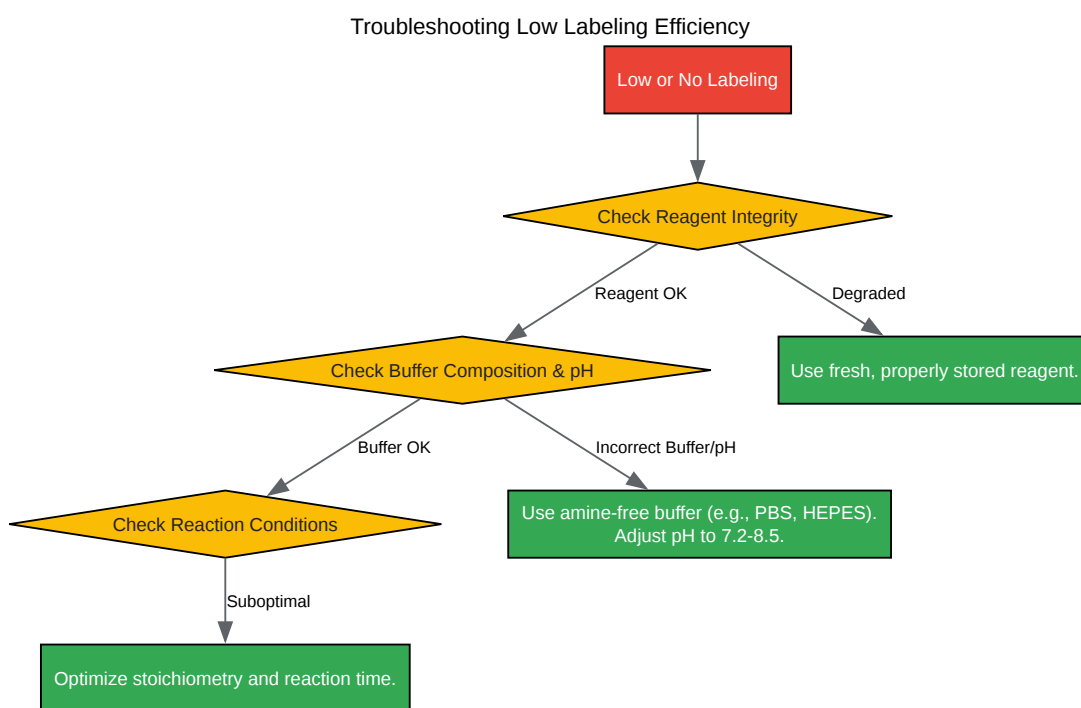 Troubleshooting Low Labeling Efficiency
Low or No Labeling
Check Reagent Integrity
Reagent OK
Degraded
Check Buffer Composition & pH
Use fresh, properly stored reagent.
Buffer OK
Incorrect Buffer/pH
Check Reaction Conditions
Use amine-free buffer (e.g., PBS, HEPES).
Adjust pH to 7.2-8.5.
Suboptimal
Optimize stoichiometry and reaction time.